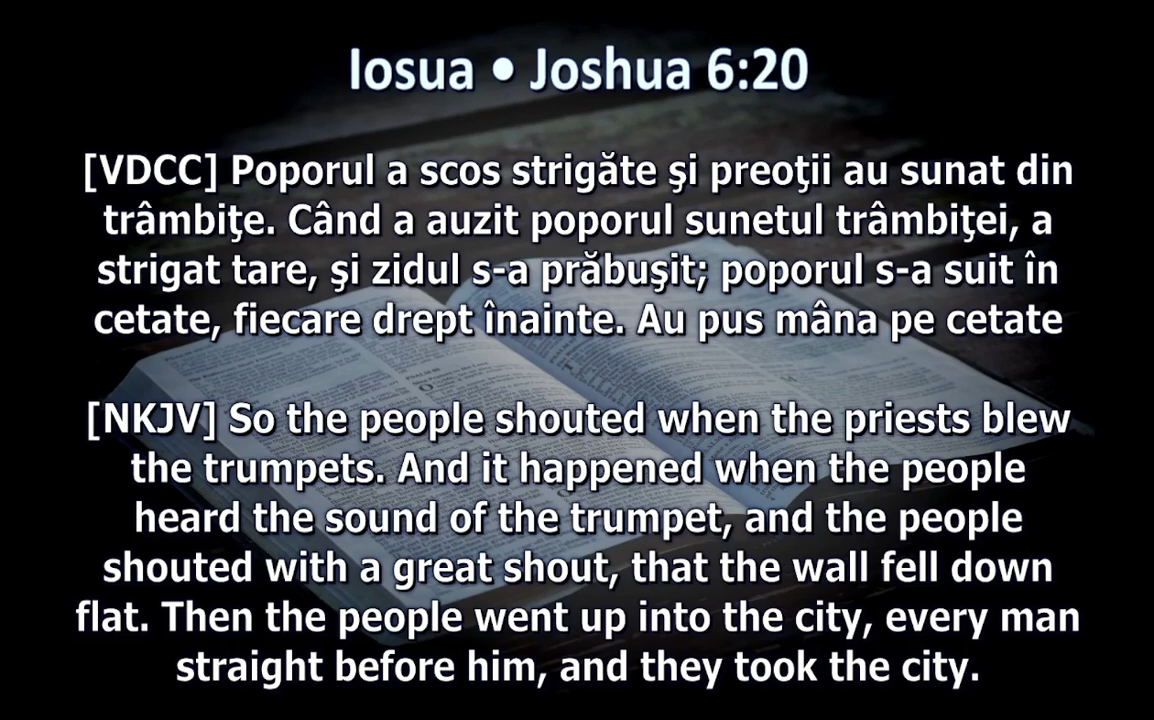 Iosua • Joshua 6:20
[VDCC] Poporul a scos strigăte şi preoţii au sunat din
trâmbiţe. Când a auzit poporul sunetul trâmbiţei, a
strigat tare, şi zidul s-a prăbuşit; poporul s-a suit în
cetate, fiecare drept înainte. Au pus mâna pe cetate
[NKJV] So the people shouted when the priests blew
the trumpets. And it happened when the people
heard the sound of the trumpet, and the people
shouted with a great shout, that the wall fell down
flat. Then the people went up into the city, every man
straight before him, and they took the city.